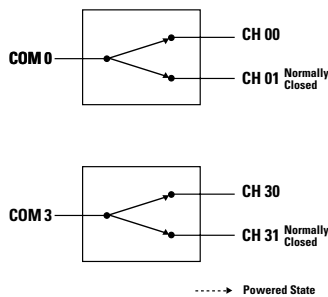 COM 0
CH 00
CH 01 Normally
Closed
COM 3
CH 30
CH 31 Normally
Closed
Powered State